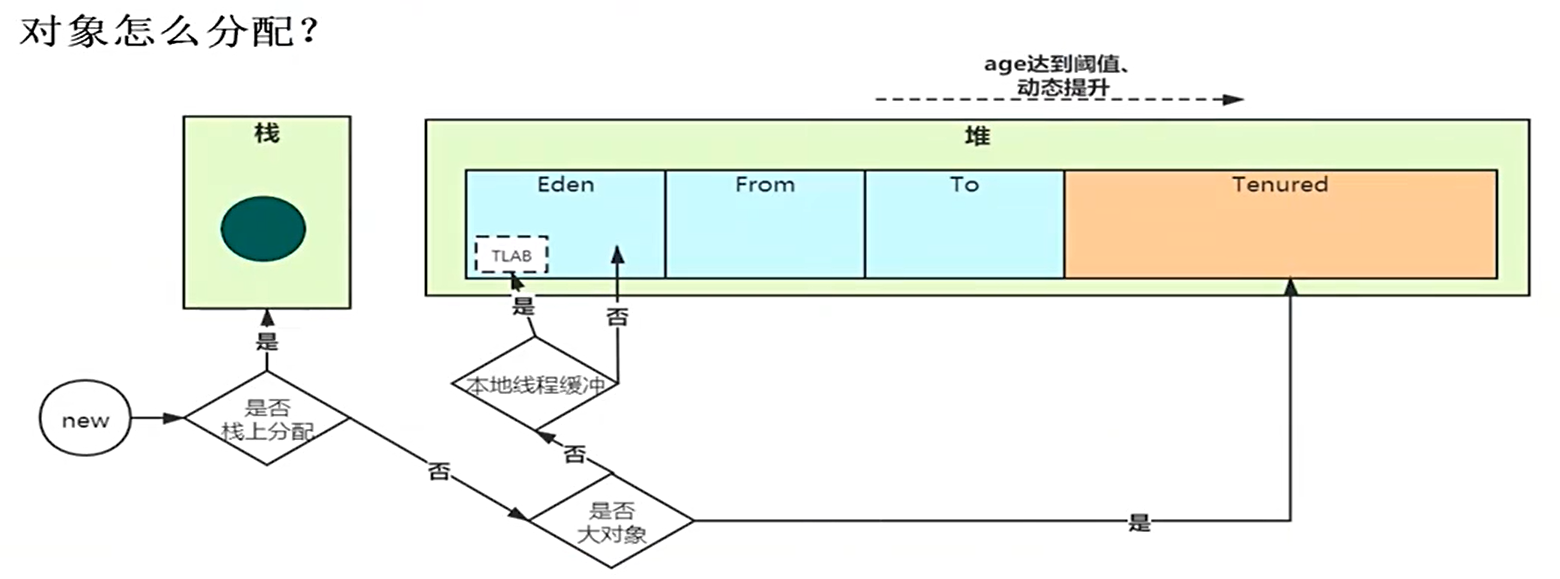 对象怎么分配?
age达到阈值、
动态提升
栈
堆
Eden
From
To
Tenured
TLAB
是
否
是
本地线程缓冲
new
是否
栈上分配
否
否
是否
大对象
是